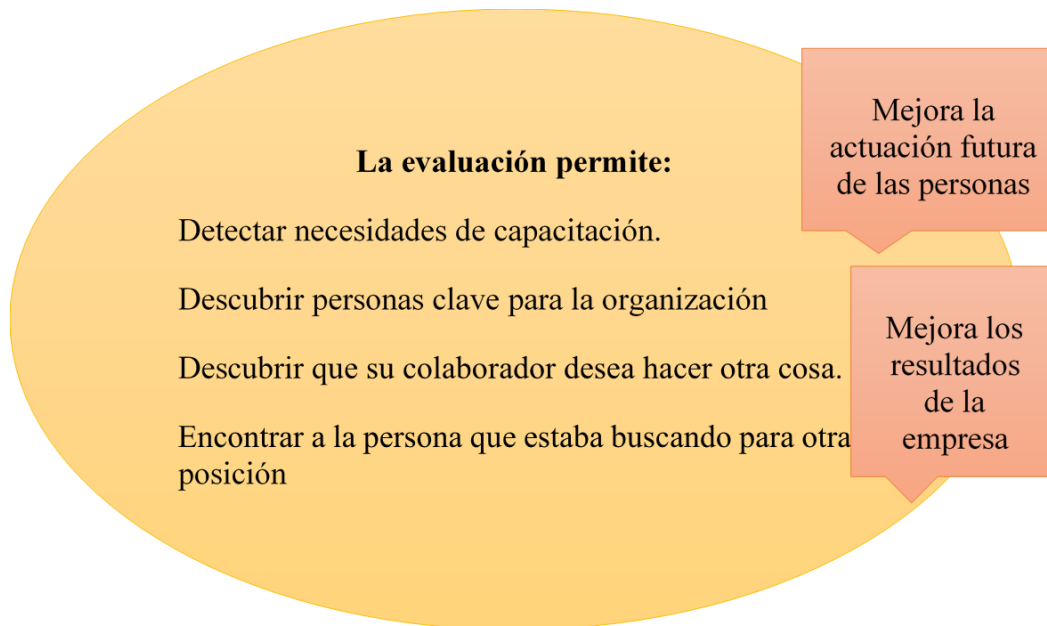 La evaluación permite:
Detectar necesidades de capacitación.
Descubrir personas clave para la organización
Descubrir que su colaborador desea hacer otra cosa.
Encontrar a la persona que estaba buscando para otra
posición
Mejora la
actuación futura
de las personas
Mejora los
resultados
de la
empresa